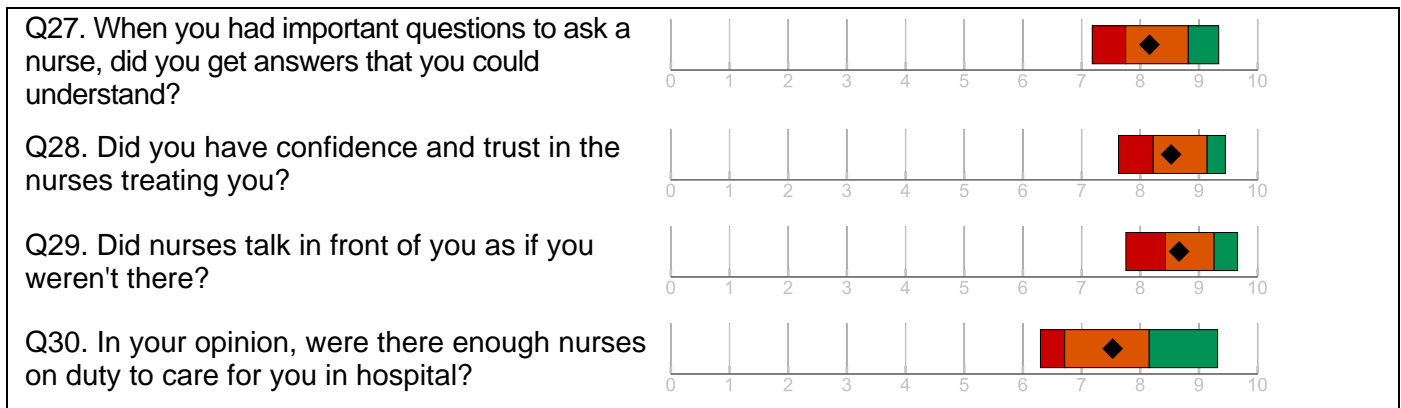 Q27. When you had important questions to ask a
nurse, did you get answers that you could
understand?
0 1 2 3 4 5 6 7 8 9 10
Q28. Did you have confidence and trust in the
nurses treating you?
0 1 2 3 4 5 6 7 8 9 10
Q29. Did nurses talk in front of you as if you
weren't there?
0 1 2 3 4 5 6 7 8 9 10
Q30. In your opinion, were there enough nurses
on duty to care for you in hospital?
0 1 2 3 4 5 6 7 8 9 10